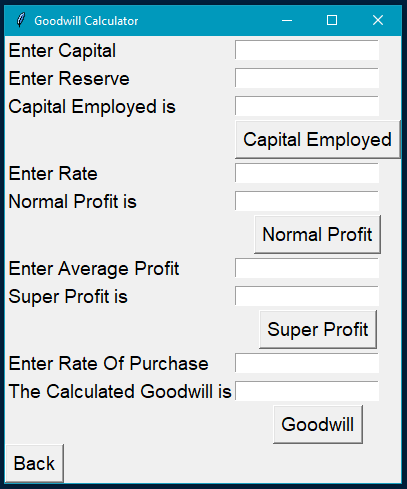 Goodwill Calculator
Enter Capital
Enter Reserve
Capital Employed is
Capital Employed
Enter Rate
Normal Profit is
Normal Profit
Enter Average Profit
Super Profit is
Super Profit
Enter Rate Of Purchase
The Calculated Goodwill is
Goodwill
Back